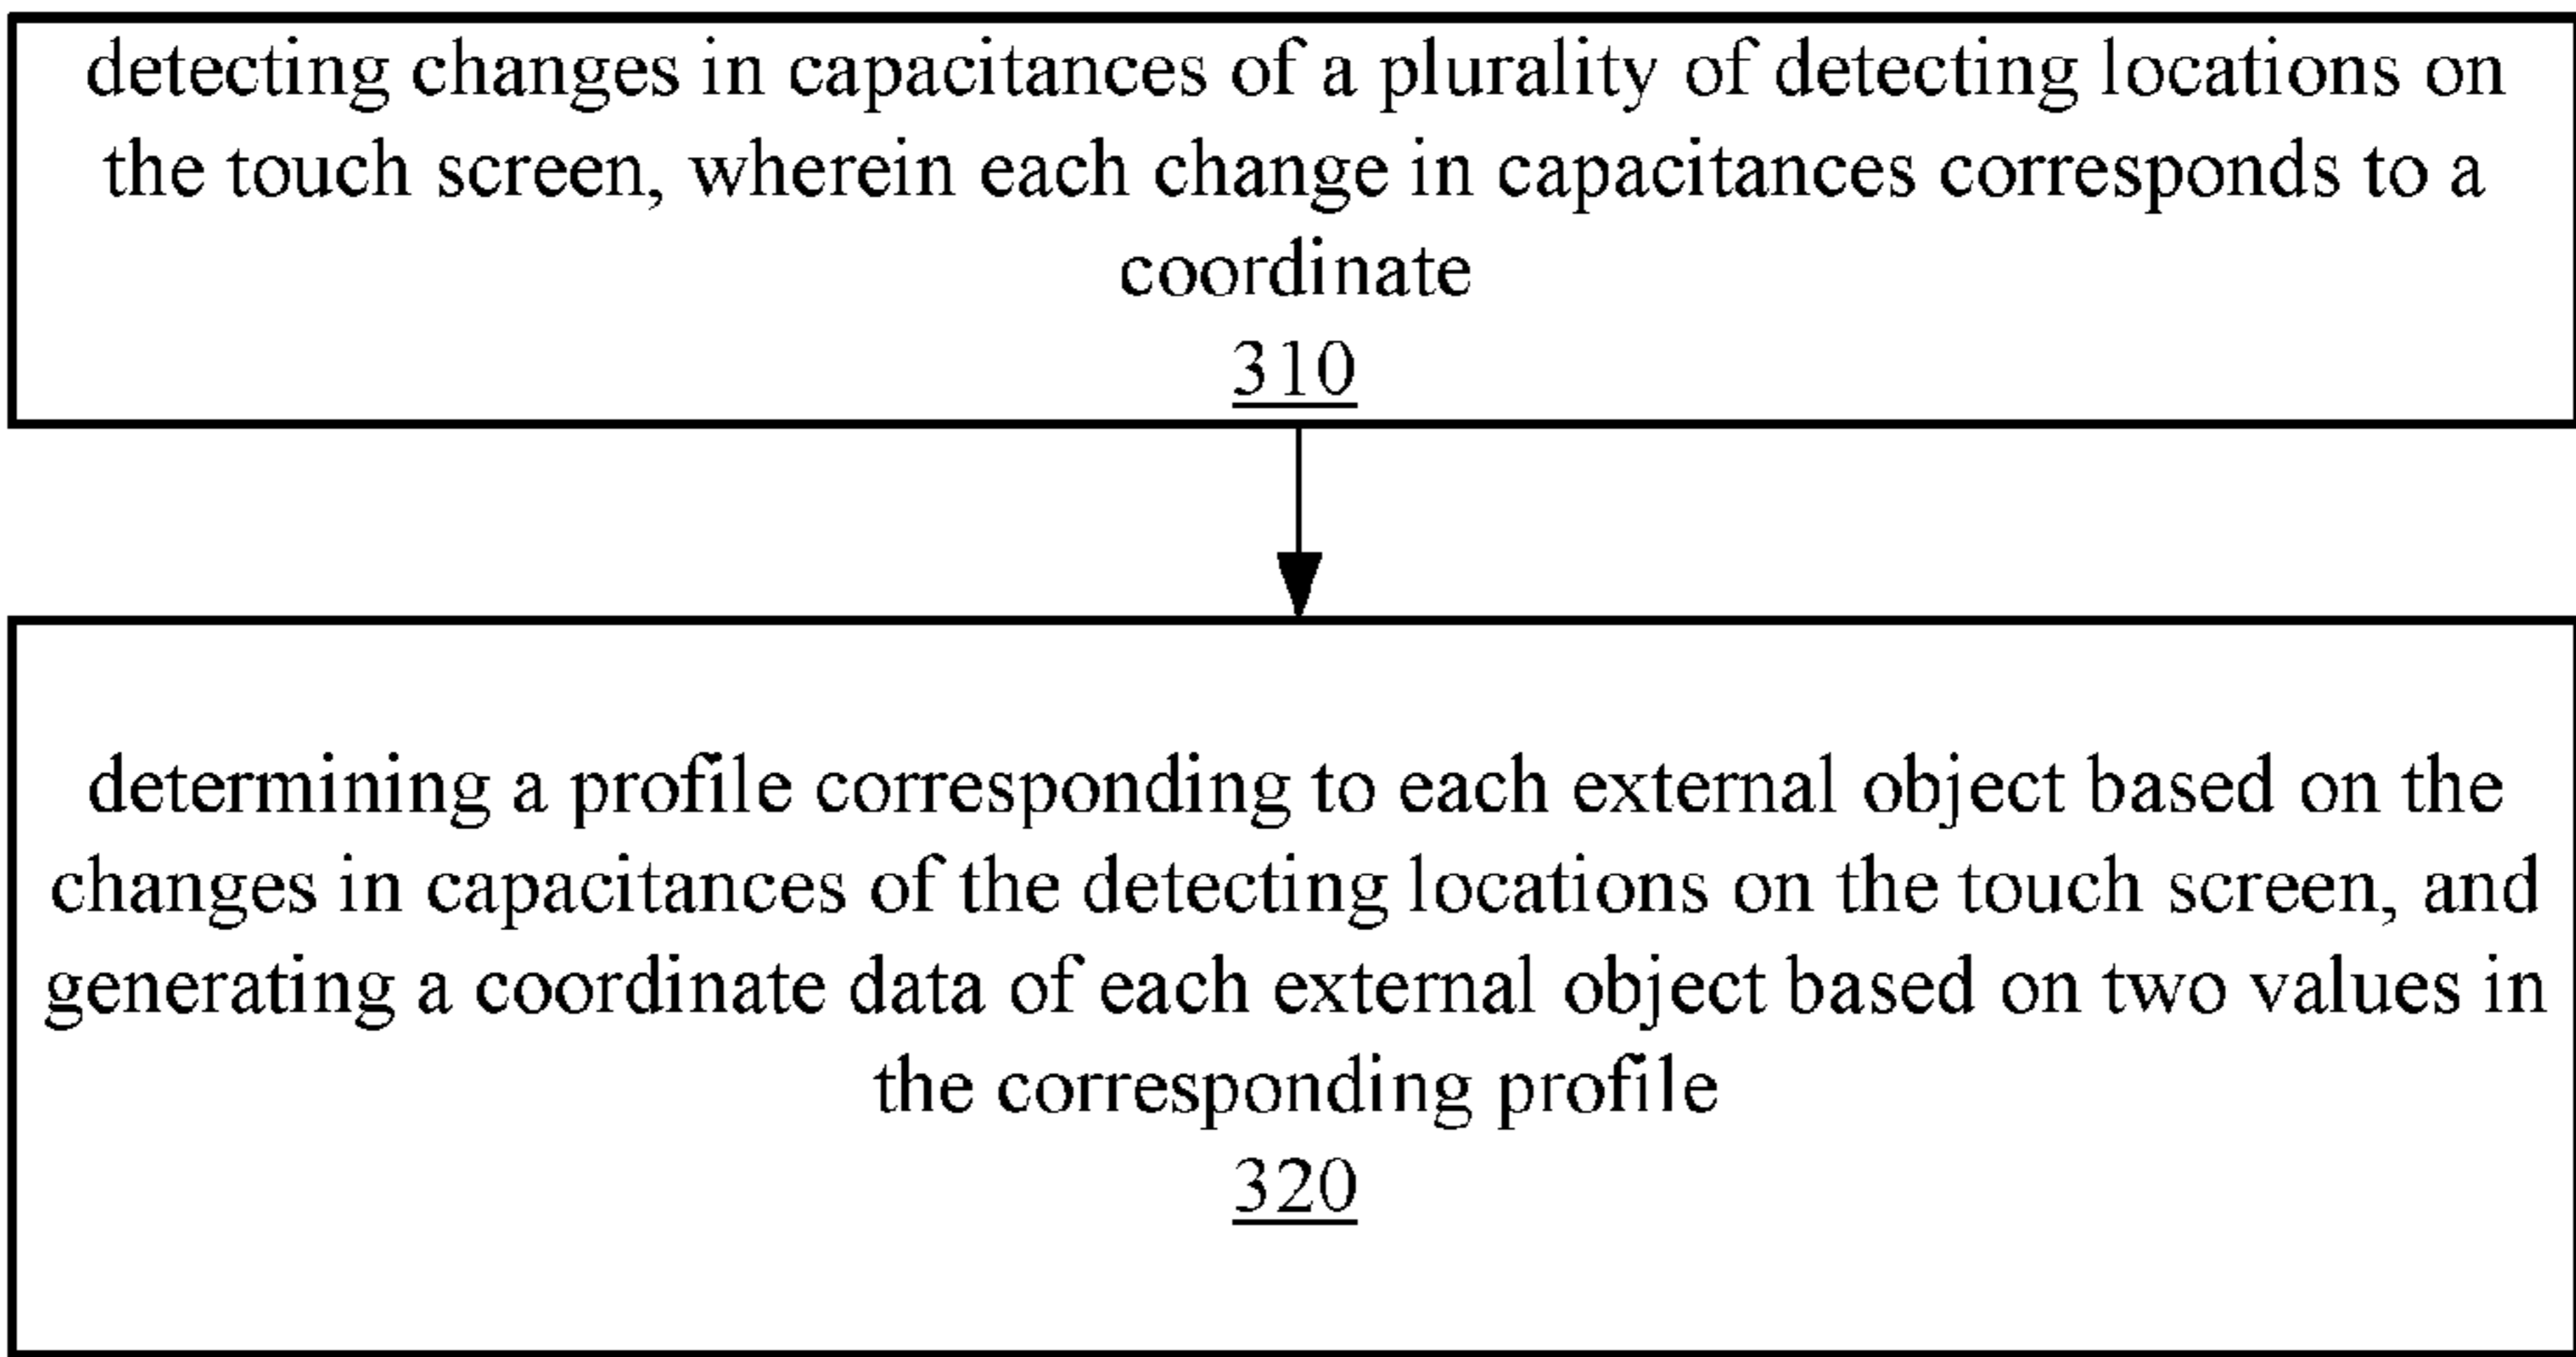 detecting changes in capacitances of a plurality of detecting locations on
the touch screen, wherein each change in capacitances corresponds to a
coordinate
310
determining a profile corresponding to each external object based on the
changes in capacitances of the detecting locations on the touch screen, and
generating a coordinate data of each external object based on two values in
the corresponding profile
320